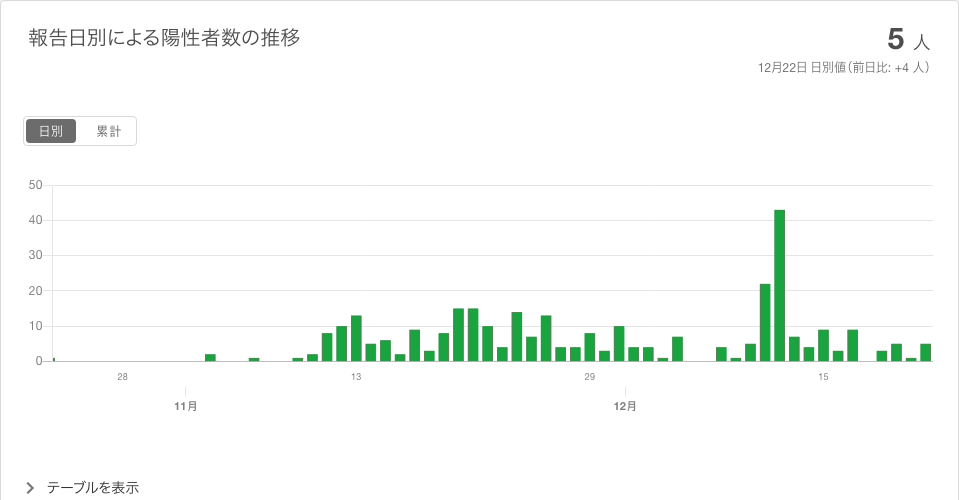 報告日別による陽性者数の推移
5 人
12月22日 日別値（前日比: +4 人）
日別 累計
50
40
30
20
10
0
28 13 29 15
11月 12月
テーブルを表示